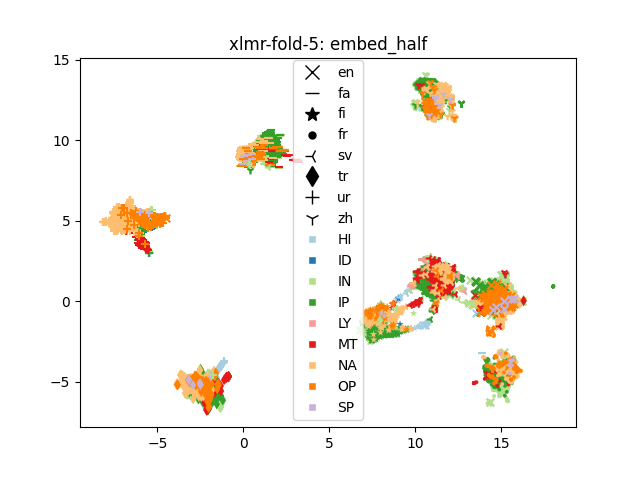 xlmr-fold-5: embed_half
15
10
5
0
−5
−5
0
5
10
15
en
fa
fi
fr
sv
tr
ur
zh
HI
ID
IN
IP
LY
MT
NA
OP
SP